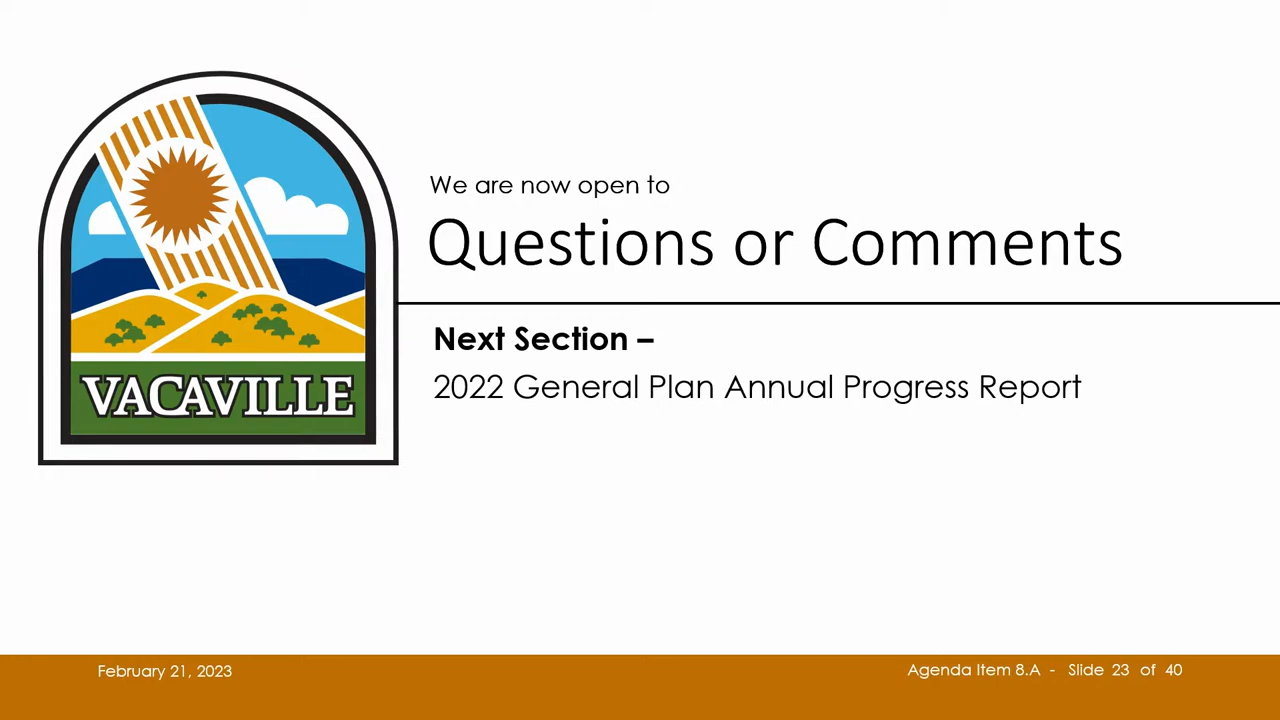 We are now open to
Questions or Comments
Next Section –
2022 General Plan Annual Progress Report
VACAVILLE
February 21, 2023
Agenda Item 8.A - Slide 23 of 40